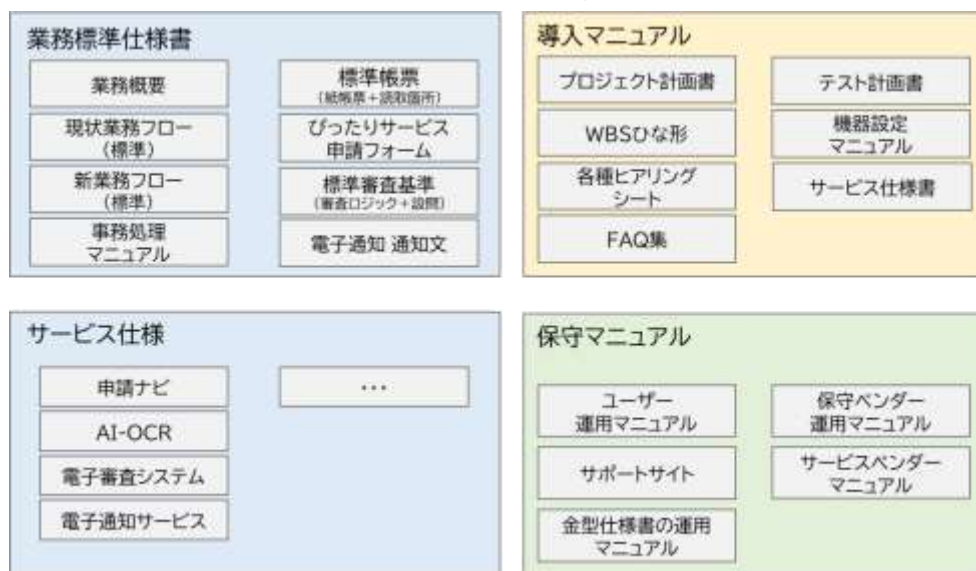 業務標準仕様書
業務概要
現状業務フロー
（標準）
新業務フロー
（標準）
事務処理
マニュアル
標準帳票
（紙帳票＋読取箇所）
ぴったりサービス
申請フォーム
標準審査基準
（審査ロジック＋設問）
電子通知 通知文
導入マニュアル
プロジェクト計画書
WBSひな形
各種ヒアリング
シート
FAQ集
テスト計画書
機器設定
マニュアル
サービス仕様書
サービス仕様
申請ナビ
AI-OCR
電子審査システム
電子通知サービス
・・・
保守マニュアル
ユーザー
運用マニュアル
サポートサイト
金型仕様書の運用
マニュアル
保守ベンダー
運用マニュアル
サービスベンダー
マニュアル